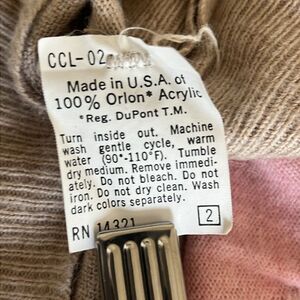 CCL-02
Made in U.S.A. of
100% Orlon* Acrylic
*Reg. DuPont T.M.
Turn inside out. Machine
wash gentle cycle, warm
water (90°-110°F). Tumble
dry medium. Remove immedi-
ately. Do not bleach. Do not
iron. Do not dry clean. Wash
dark colors separately.
RN 14321
2